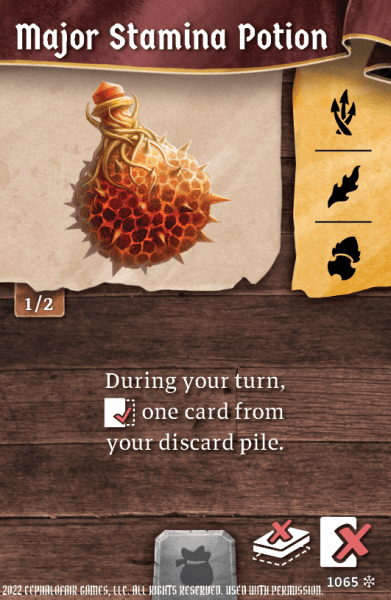 Major Stamina Potion
1/2
During your turn,
one card from
your discard pile.
1065
2022 CEPHALOFAIR GAMES, LLC. ALL RIGHTS RESERVED. USED WITH PERMISSION.